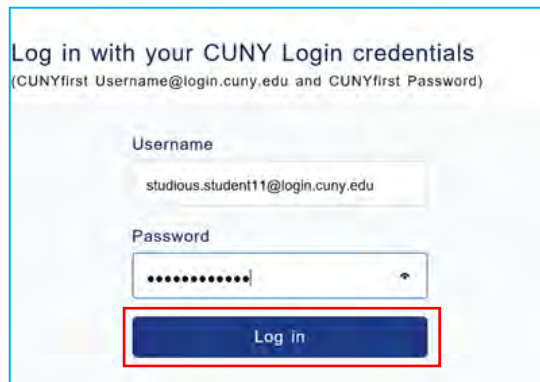 Log in with your CUNY Login credentials
(CUNYfirst Username@login.cuny.edu and CUNYfirst Password)
Username
studious.student11@login.cuny.edu
Password
••••••••••••
Log in